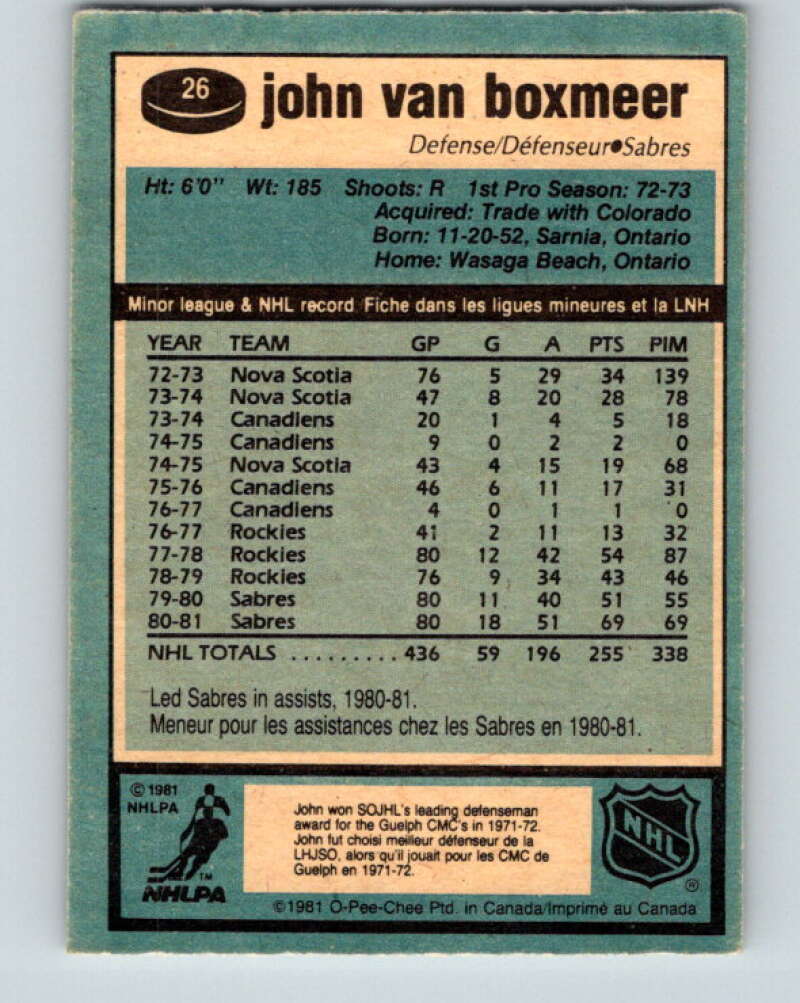 26
john van boxmeer
Defense/Défenseur●Sabres
Ht: 6'0" Wt: 185 Shoots: R 1st Pro Season: 72-73
Acquired: Trade with Colorado
Born: 11-20-52, Sarnia, Ontario
Home: Wasaga Beach, Ontario
Minor league & NHL record Fiche dans les ligues mineures et la LNH
YEAR TEAM GP G A PTS PIM
72-73 Nova Scotia 76 5 29 34 139
73-74 Nova Scotia 47 8 20 28 78
73-74 Canadiens 20 1 4 5 18
74-75 Canadiens 9 0 2 2 0
74-75 Nova Scotia 43 4 15 19 68
75-76 Canadiens 46 6 11 17 31
76-77 Canadiens 4 0 1 1 0
76-77 Rockies 41 2 11 13 32
77-78 Rockies 80 12 42 54 87
78-79 Rockies 76 9 34 43 46
79-80 Sabres 80 11 40 51 55
80-81 Sabres 80 18 51 69 69
NHL TOTALS .......... 436 59 196 255 338
Led Sabres in assists, 1980-81.
Meneur pour les assistances chez les Sabres en 1980-81.
© 1981
NHLPA
TM
NHLPA
John won SOJHL's leading defenseman
award for the Guelph CMC's in 1971-72.
John fut choisi meilleur défenseur de la
LHJSO, alors qu'il jouait pour les CMC de
Guelph en 1971-72.
NHL
®
©1981 O-Pee-Chee Ptd. in Canada/Imprimé au Canada